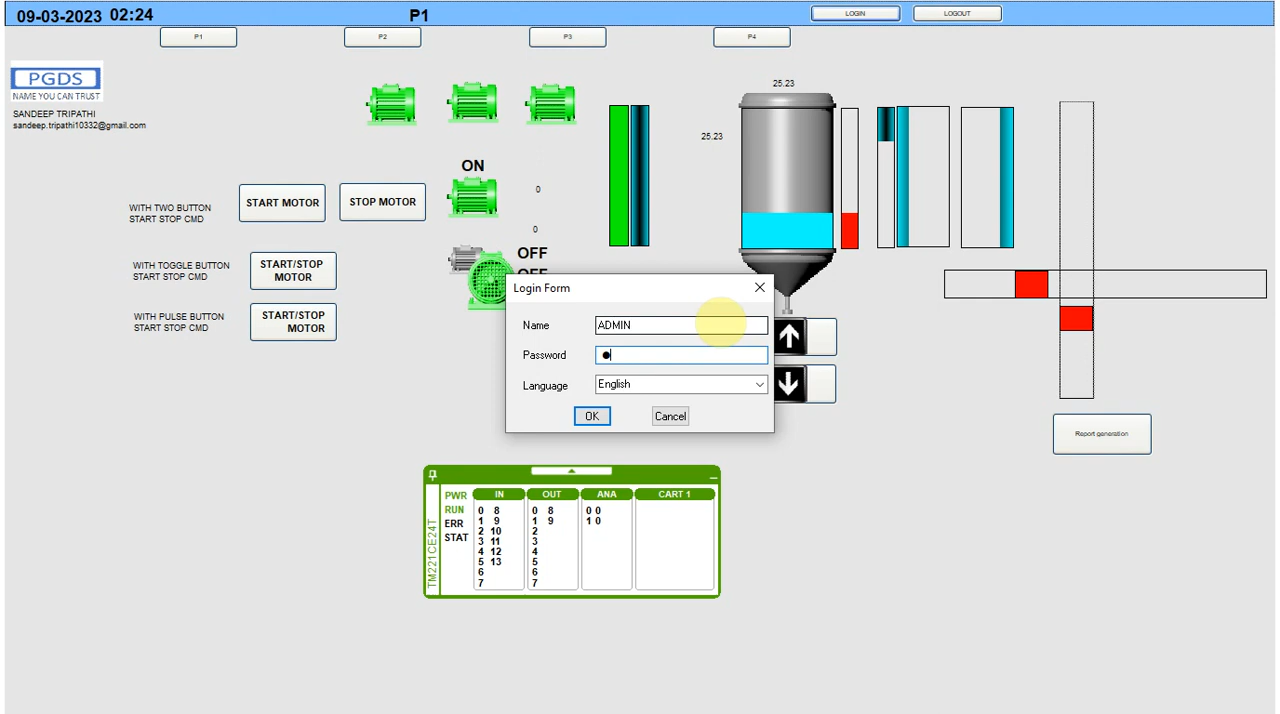 09-03-2023 02:24
P1
LOGIN
LOGOUT
P1
P2
P3
P4
PGDS
NAME YOU CAN TRUST
SANDEEP TRIPATHI
sandeep.tripathi10332@gmail.com
25.23
25.23
ON
WITH TWO BUTTON
START STOP CMD
START MOTOR
STOP MOTOR
0
0
OFF
WITH TOGGLE BUTTON
START STOP CMD
START/STOP
MOTOR
WITH PULSE BUTTON
START STOP CMD
START/STOP
MOTOR
Login Form
Name
ADMIN
Password
Language
English
OK
Cancel
Report generation
TM221CE24T
PWR
RUN
ERR
STAT
IN
0 8
1 9
2 10
3 11
4 12
5 13
6
7
OUT
0 8
1 9
2
3
4
5
6
7
ANA
0 0
1 0
CART 1